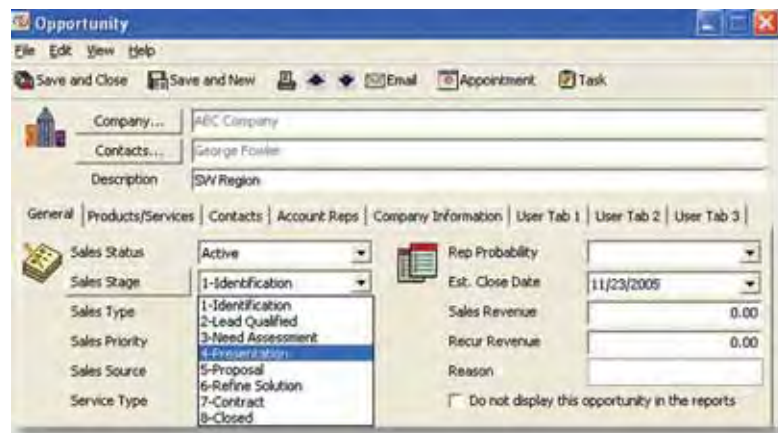 Opportunity
File Edit View Help
Save and Close Save and New Email Appointment Task
Company... ABC Company
Contacts... George Fowler
Description SW Region
General Products/Services Contacts Account Reps Company Information User Tab 1 User Tab 2 User Tab 3
Sales Status Active Rep Probability
Sales Stage 1-Identification Est. Close Date 11/23/2005
Sales Type 1-Identification Sales Revenue 0.00
2-Lead Qualified
Sales Priority 3-Need Assessment Recur Revenue 0.00
4-Presentation
Sales Source 5-Proposal Reason
6-Refine Solution
Service Type 7-Contract Do not display this opportunity in the reports
8-Closed